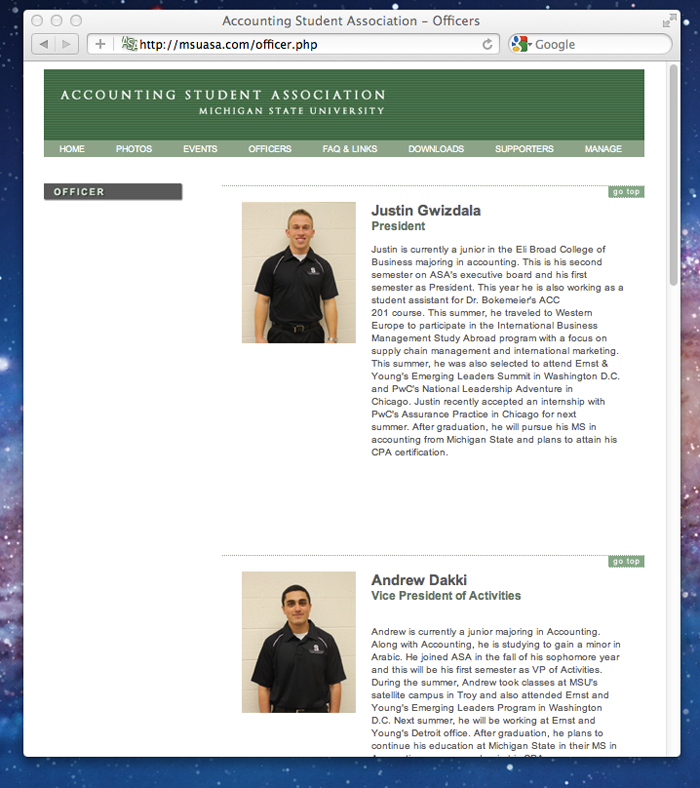 Accounting Student Association – Officers
http://msuasa.com/officer.php
Google
ACCOUNTING STUDENT ASSOCIATION
MICHIGAN STATE UNIVERSITY
HOME PHOTOS EVENTS OFFICERS FAQ & LINKS DOWNLOADS SUPPORTERS MANAGE
OFFICER
go top
Justin Gwizdala
President
Justin is currently a junior in the Eli Broad College of
Business majoring in accounting. This is his second
semester on ASA's executive board and his first
semester as President. This year he is also working as a
student assistant for Dr. Bokemeier's ACC
201 course. This summer, he traveled to Western
Europe to participate in the International Business
Management Study Abroad program with a focus on
supply chain management and international marketing.
This summer, he was also selected to attend Ernst &
Young's Emerging Leaders Summit in Washington D.C.
and PwC's National Leadership Adventure in
Chicago. Justin recently accepted an internship with
PwC's Assurance Practice in Chicago for next
summer. After graduation, he will pursue his MS in
accounting from Michigan State and plans to attain his
CPA certification.
go top
Andrew Dakki
Vice President of Activities
Andrew is currently a junior majoring in Accounting.
Along with Accounting, he is studying to gain a minor in
Arabic. He joined ASA in the fall of his sophomore year
and this will be his first semester as VP of Activities.
During the summer, Andrew took classes at MSU's
satellite campus in Troy and also attended Ernst and
Young's Emerging Leaders Program in Washington
D.C. Next summer, he will be working at Ernst and
Young's Detroit office. After graduation, he plans to
continue his education at Michigan State in their MS in